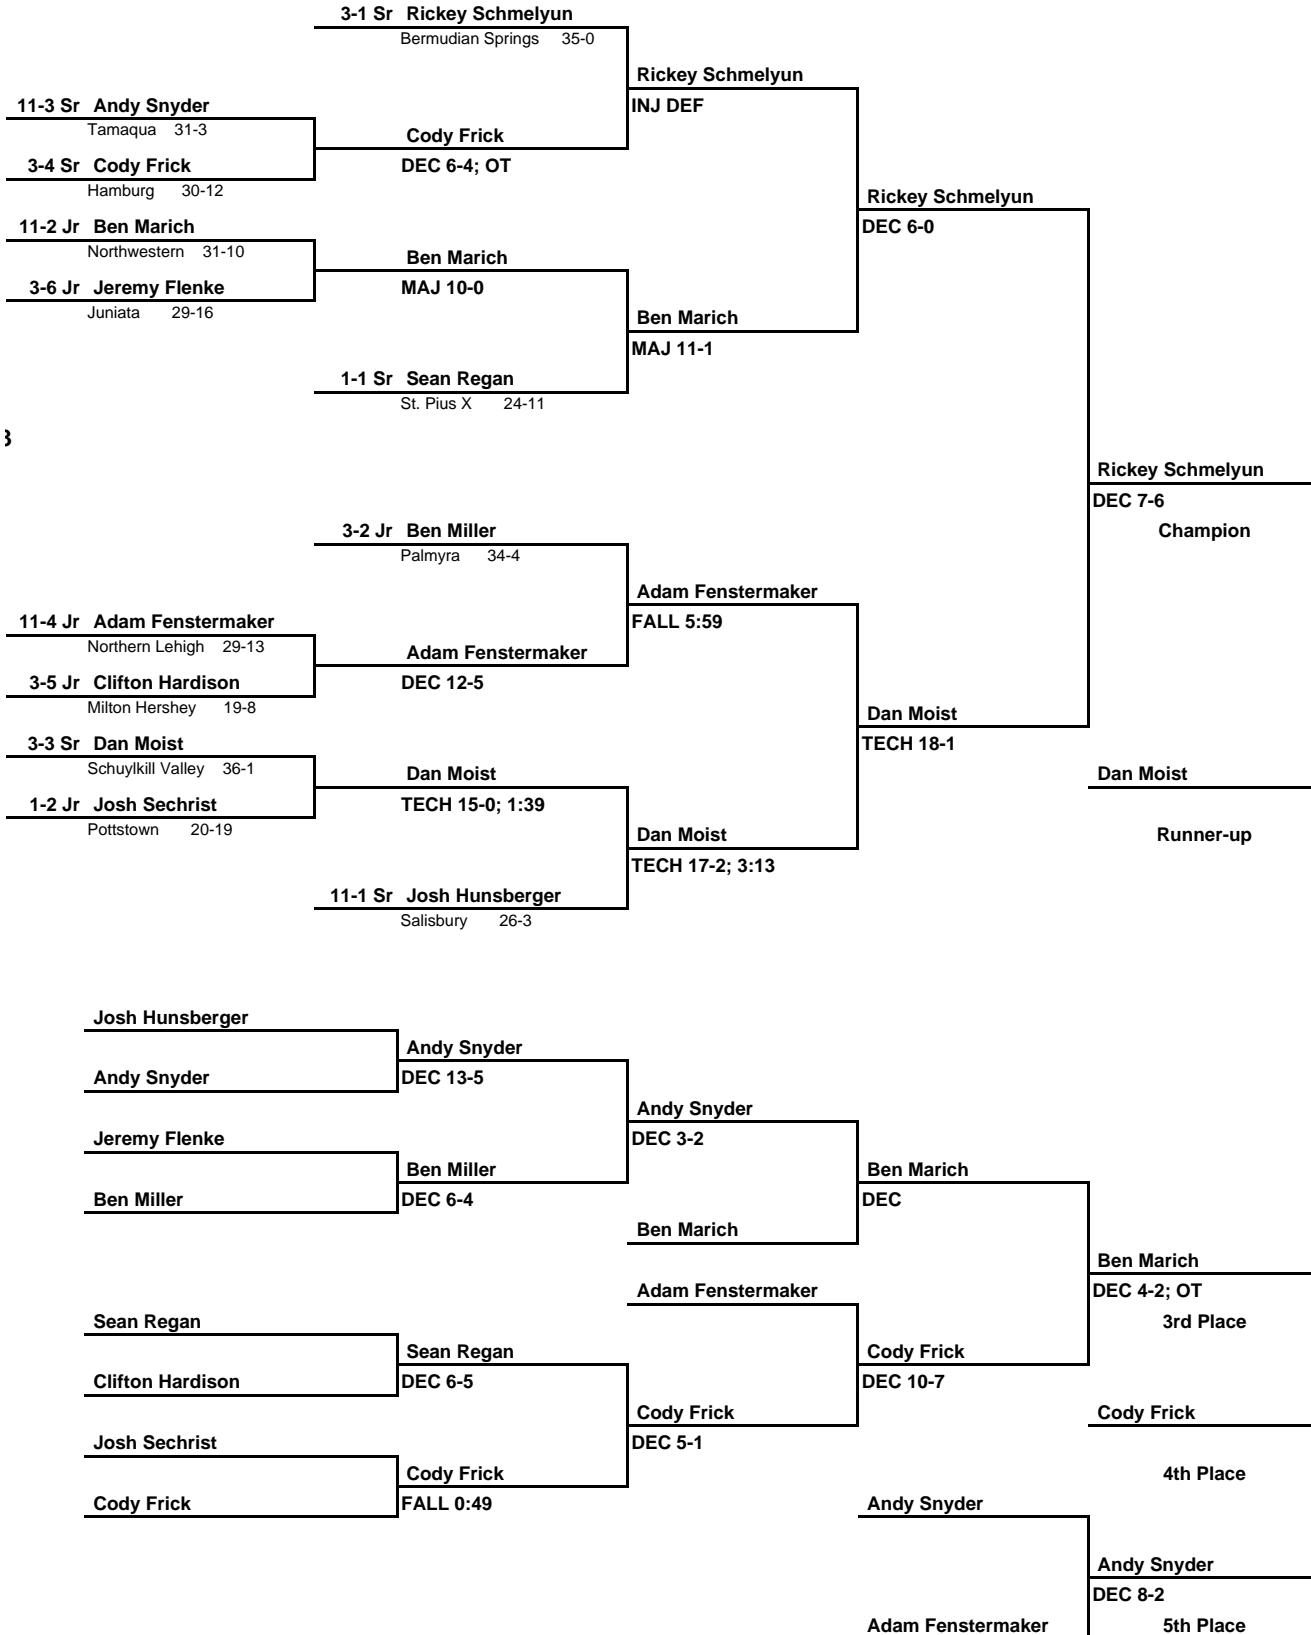 3-1 Sr Rickey Schmelyun
Bermudian Springs 35-0
Rickey Schmelyun
11-3 Sr Andy Snyder
INJ DEF
Tamaqua 31-3
Cody Frick
3-4 Sr Cody Frick
DEC 6-4; OT
Hamburg 30-12
Rickey Schmelyun
11-2 Jr Ben Marich
DEC 6-0
Northwestern 31-10
Ben Marich
3-6 Jr Jeremy Flenke
MAJ 10-0
Juniata 29-16
Ben Marich
MAJ 11-1
1-1 Sr Sean Regan
St. Pius X 24-11
Rickey Schmelyun
DEC 7-6
3-2 Jr Ben Miller
Champion
Palmyra 34-4
Adam Fenstermaker
11-4 Jr Adam Fenstermaker
FALL 5:59
Northern Lehigh 29-13
Adam Fenstermaker
3-5 Jr Clifton Hardison
DEC 12-5
Milton Hershey 19-8
Dan Moist
3-3 Sr Dan Moist
TECH 18-1
Schuylkill Valley 36-1
Dan Moist
Dan Moist
1-2 Jr Josh Sechrist
TECH 15-0; 1:39
Pottstown 20-19
Dan Moist
Runner-up
TECH 17-2; 3:13
11-1 Sr Josh Hunsberger
Salisbury 26-3
Josh Hunsberger
Andy Snyder
Andy Snyder
DEC 13-5
Andy Snyder
Jeremy Flenke
DEC 3-2
Ben Miller
Ben Marich
Ben Miller
DEC 6-4
DEC
Ben Marich
Ben Marich
Adam Fenstermaker
DEC 4-2; OT
Sean Regan
3rd Place
Sean Regan
Cody Frick
Clifton Hardison
DEC 6-5
DEC 10-7
Cody Frick
Cody Frick
Josh Sechrist
DEC 5-1
Cody Frick
4th Place
Cody Frick
FALL 0:49
Andy Snyder
Andy Snyder
DEC 8-2
Adam Fenstermaker
5th Place